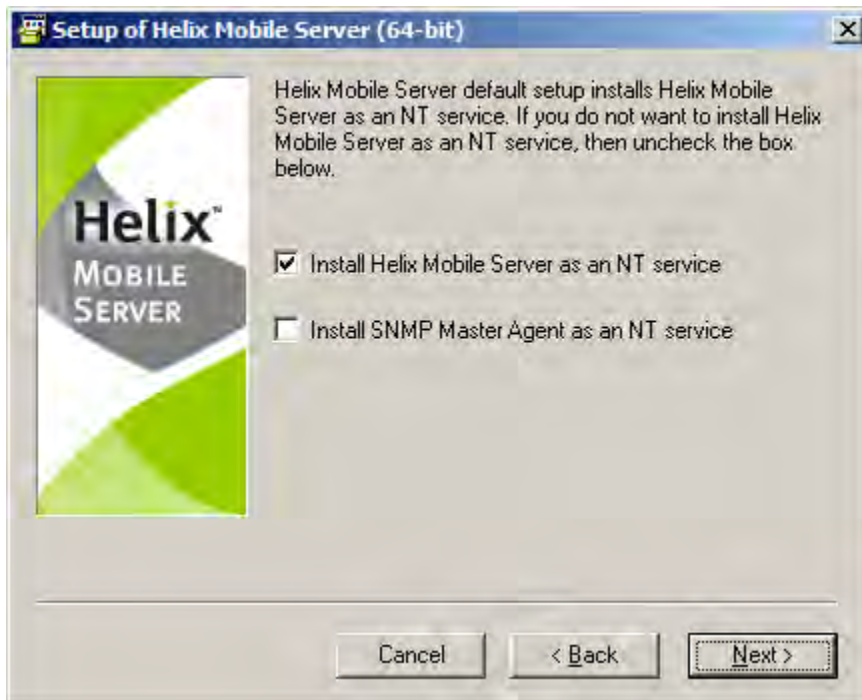 Setup of Helix Mobile Server (64-bit)
Helix Mobile Server default setup installs Helix Mobile
Server as an NT service. If you do not want to install Helix
Mobile Server as an NT service, then uncheck the box
below.
Helix™
MOBILE
SERVER
Install Helix Mobile Server as an NT service
Install SNMP Master Agent as an NT service
Cancel
< Back
Next >